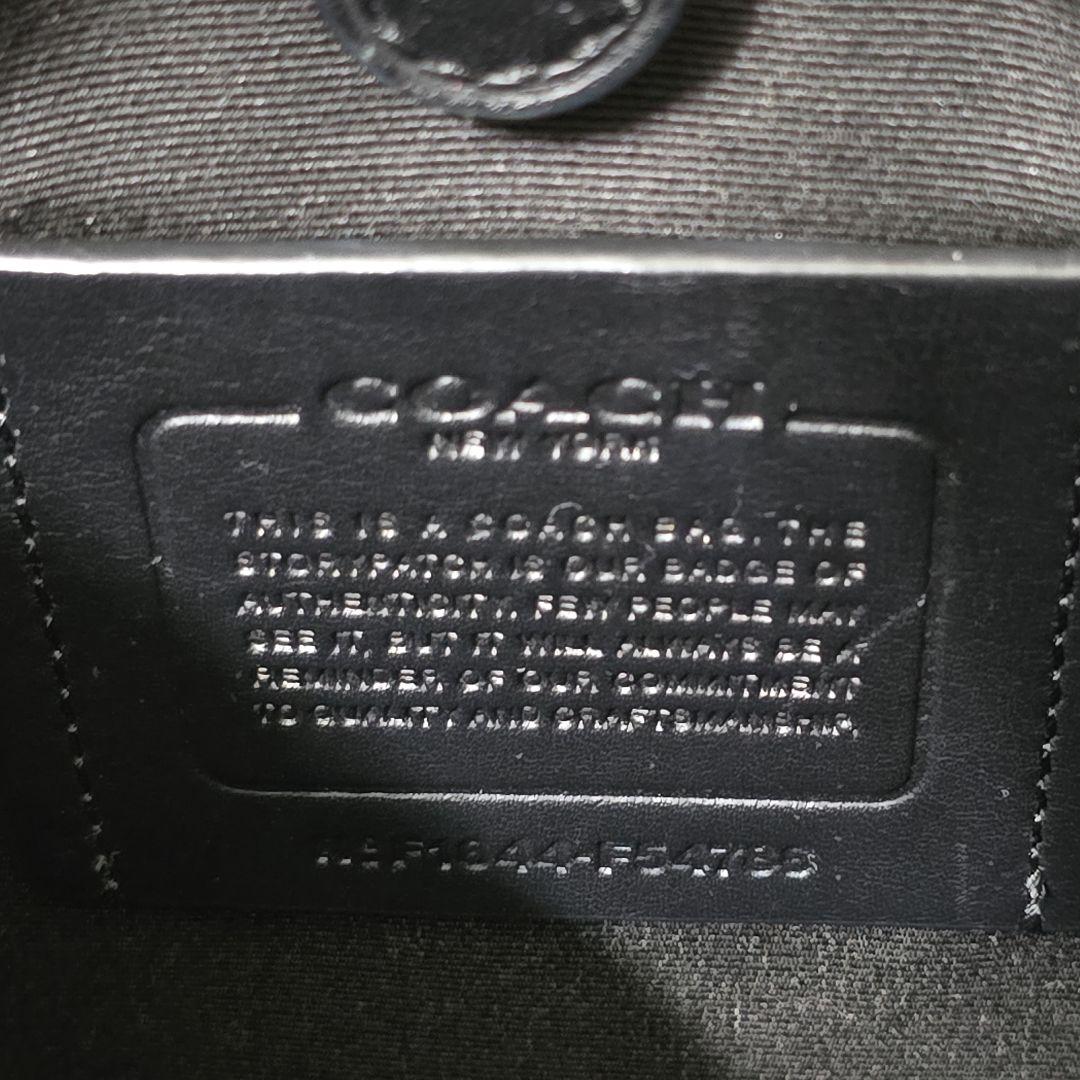 COACH
NEW YORK
THIS IS A COACH BAG. THE
STORYPATCH IS OUR BADGE OF
AUTHENTICITY. FEW PEOPLE MAY
SEE IT, BUT IT WILL ALWAYS BE A
REMINDER OF OUR COMMITMENT
TO QUALITY AND CRAFTSMANSHIP.